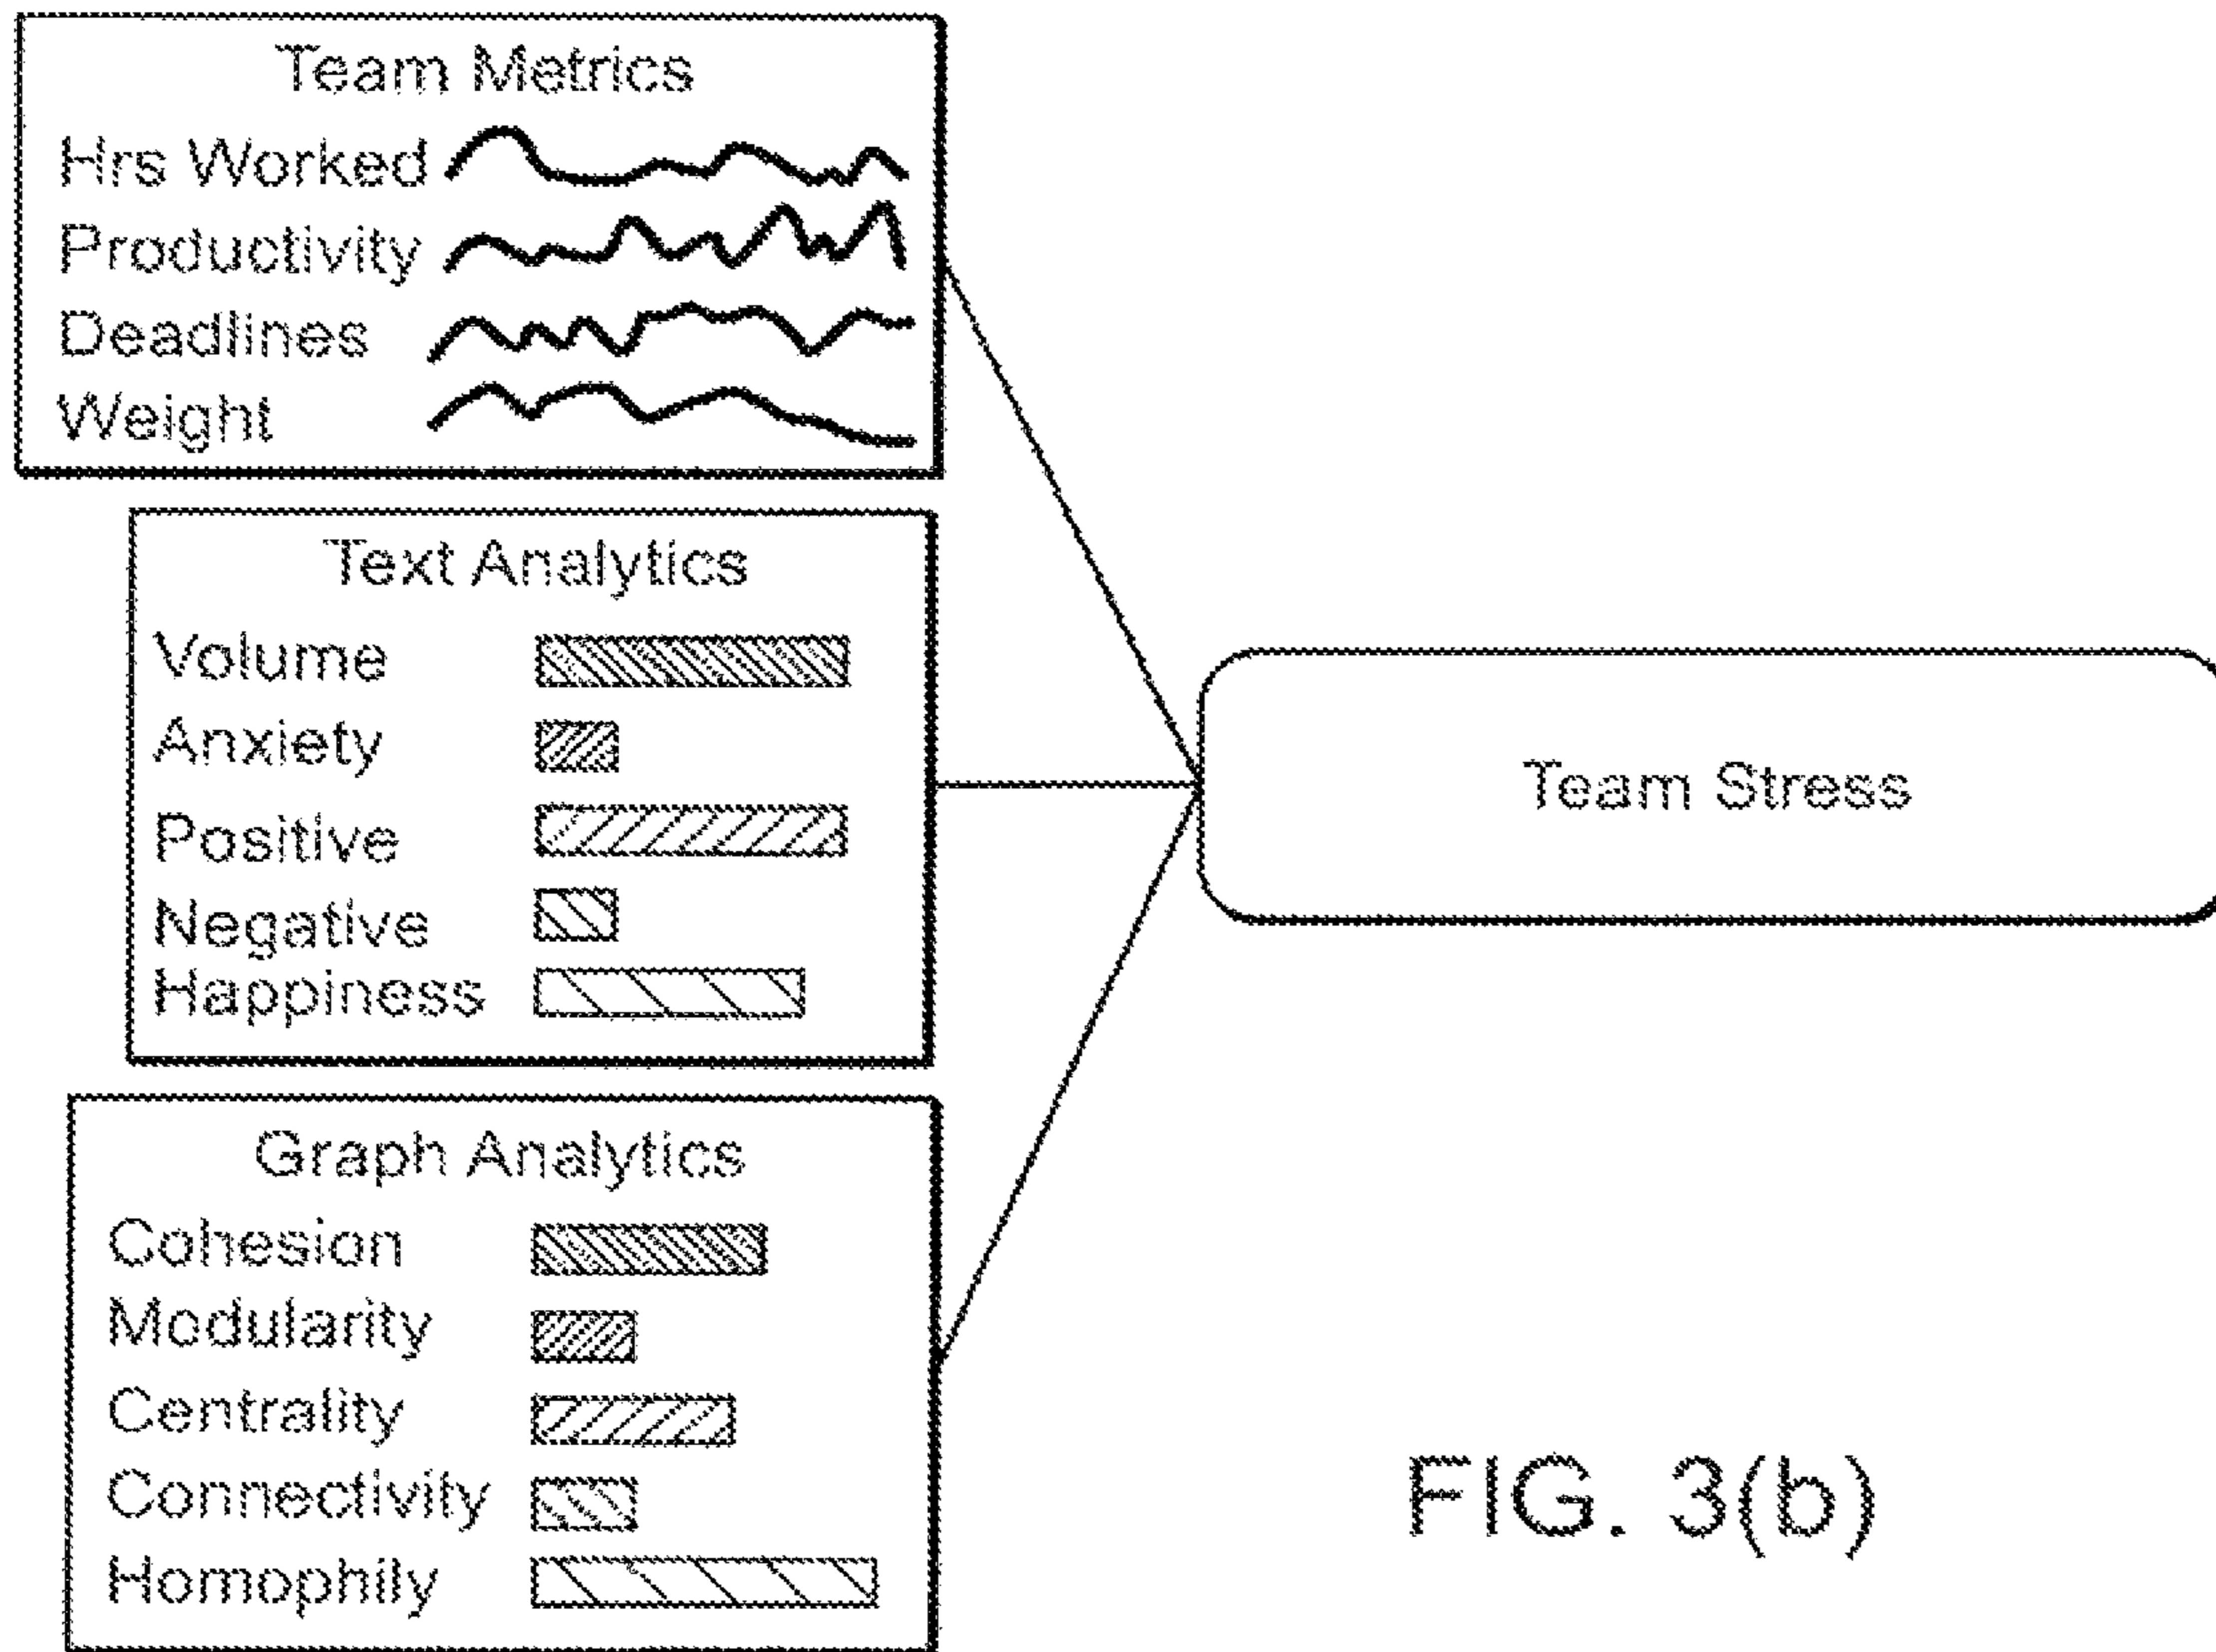 Team Metrics
Hrs Worked
Productivity
Deadlines
Weight
Text Analytics
Volume
Anxiety
Positive
Negative
Happiness
Graph Analytics
Cohesion
Modularity
Centrality
Connectivity
Homophily
Team Stress
FIG. 3(b)